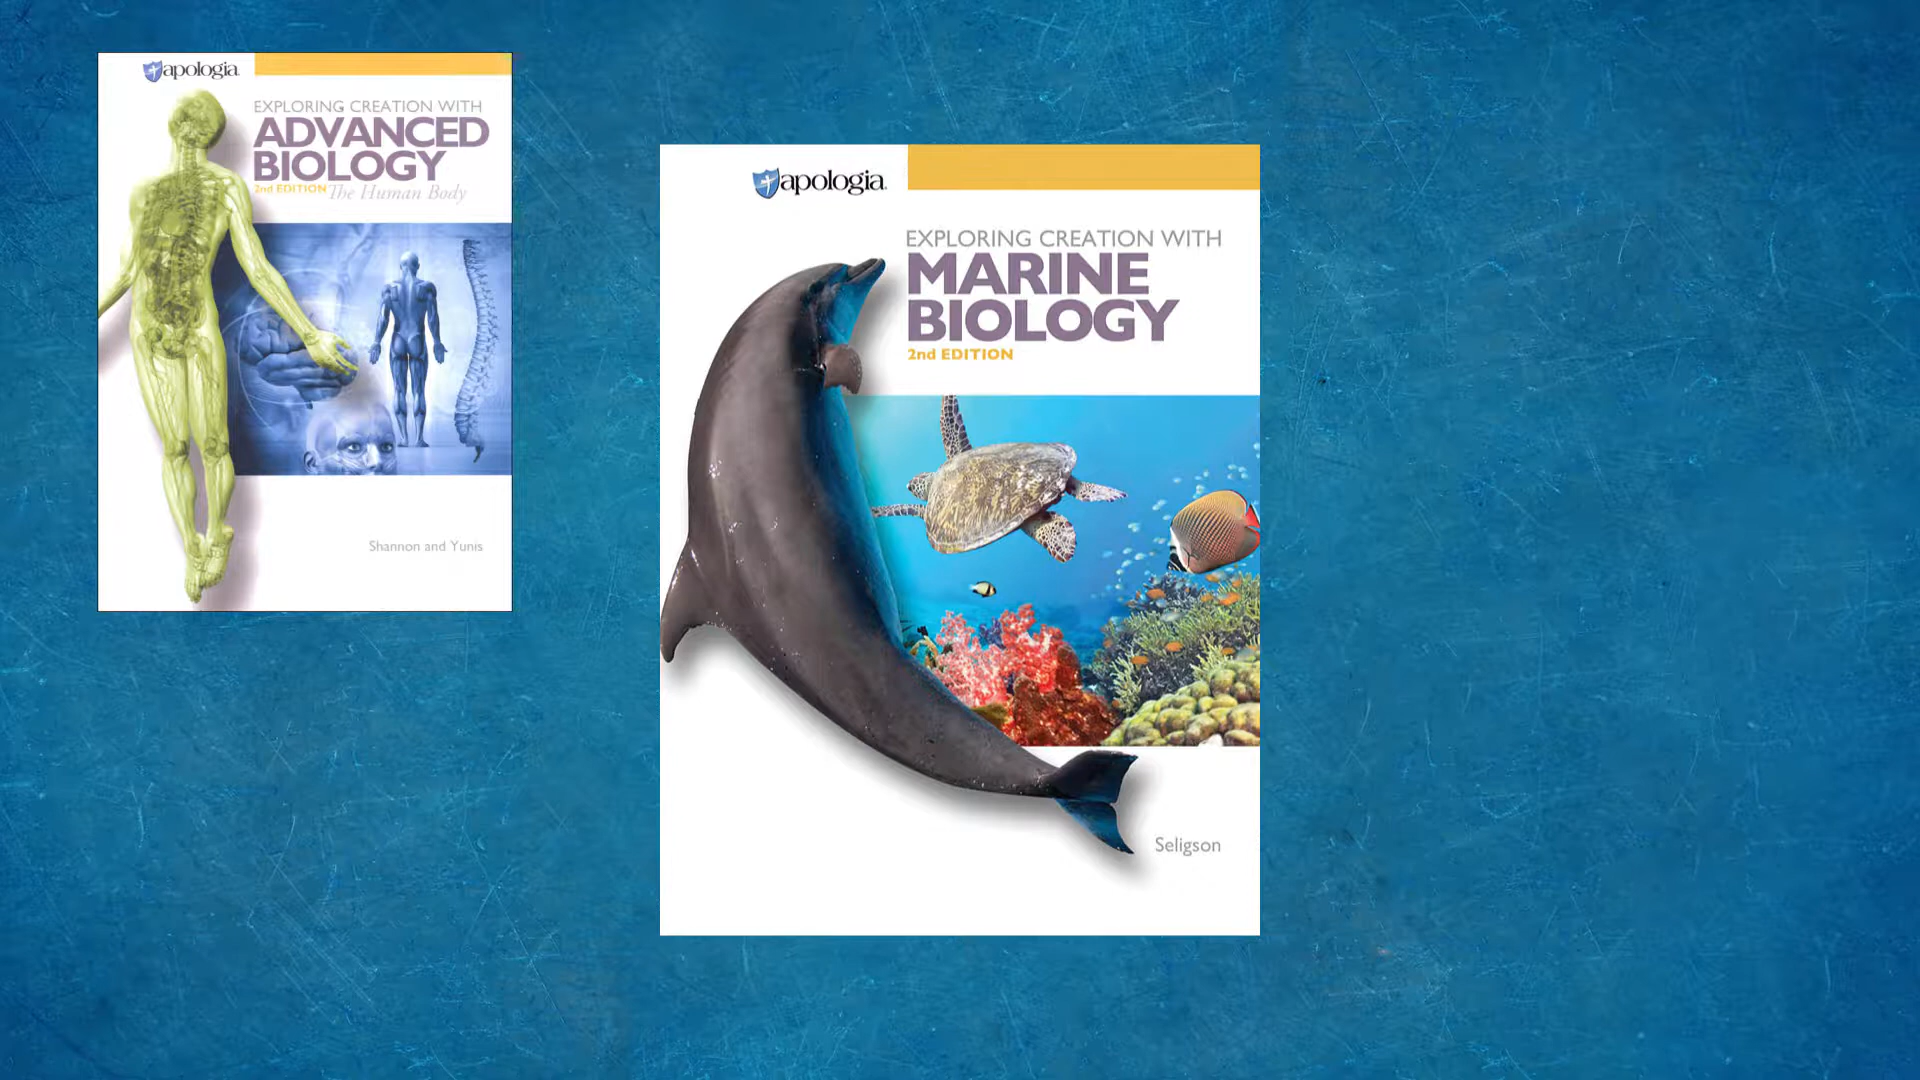 apologia
EXPLORING CREATION WITH
ADVANCED
BIOLOGY
2nd EDITION The Human Body
Shannon and Yunis
apologia
EXPLORING CREATION WITH
MARINE
BIOLOGY
2nd EDITION
Seligson